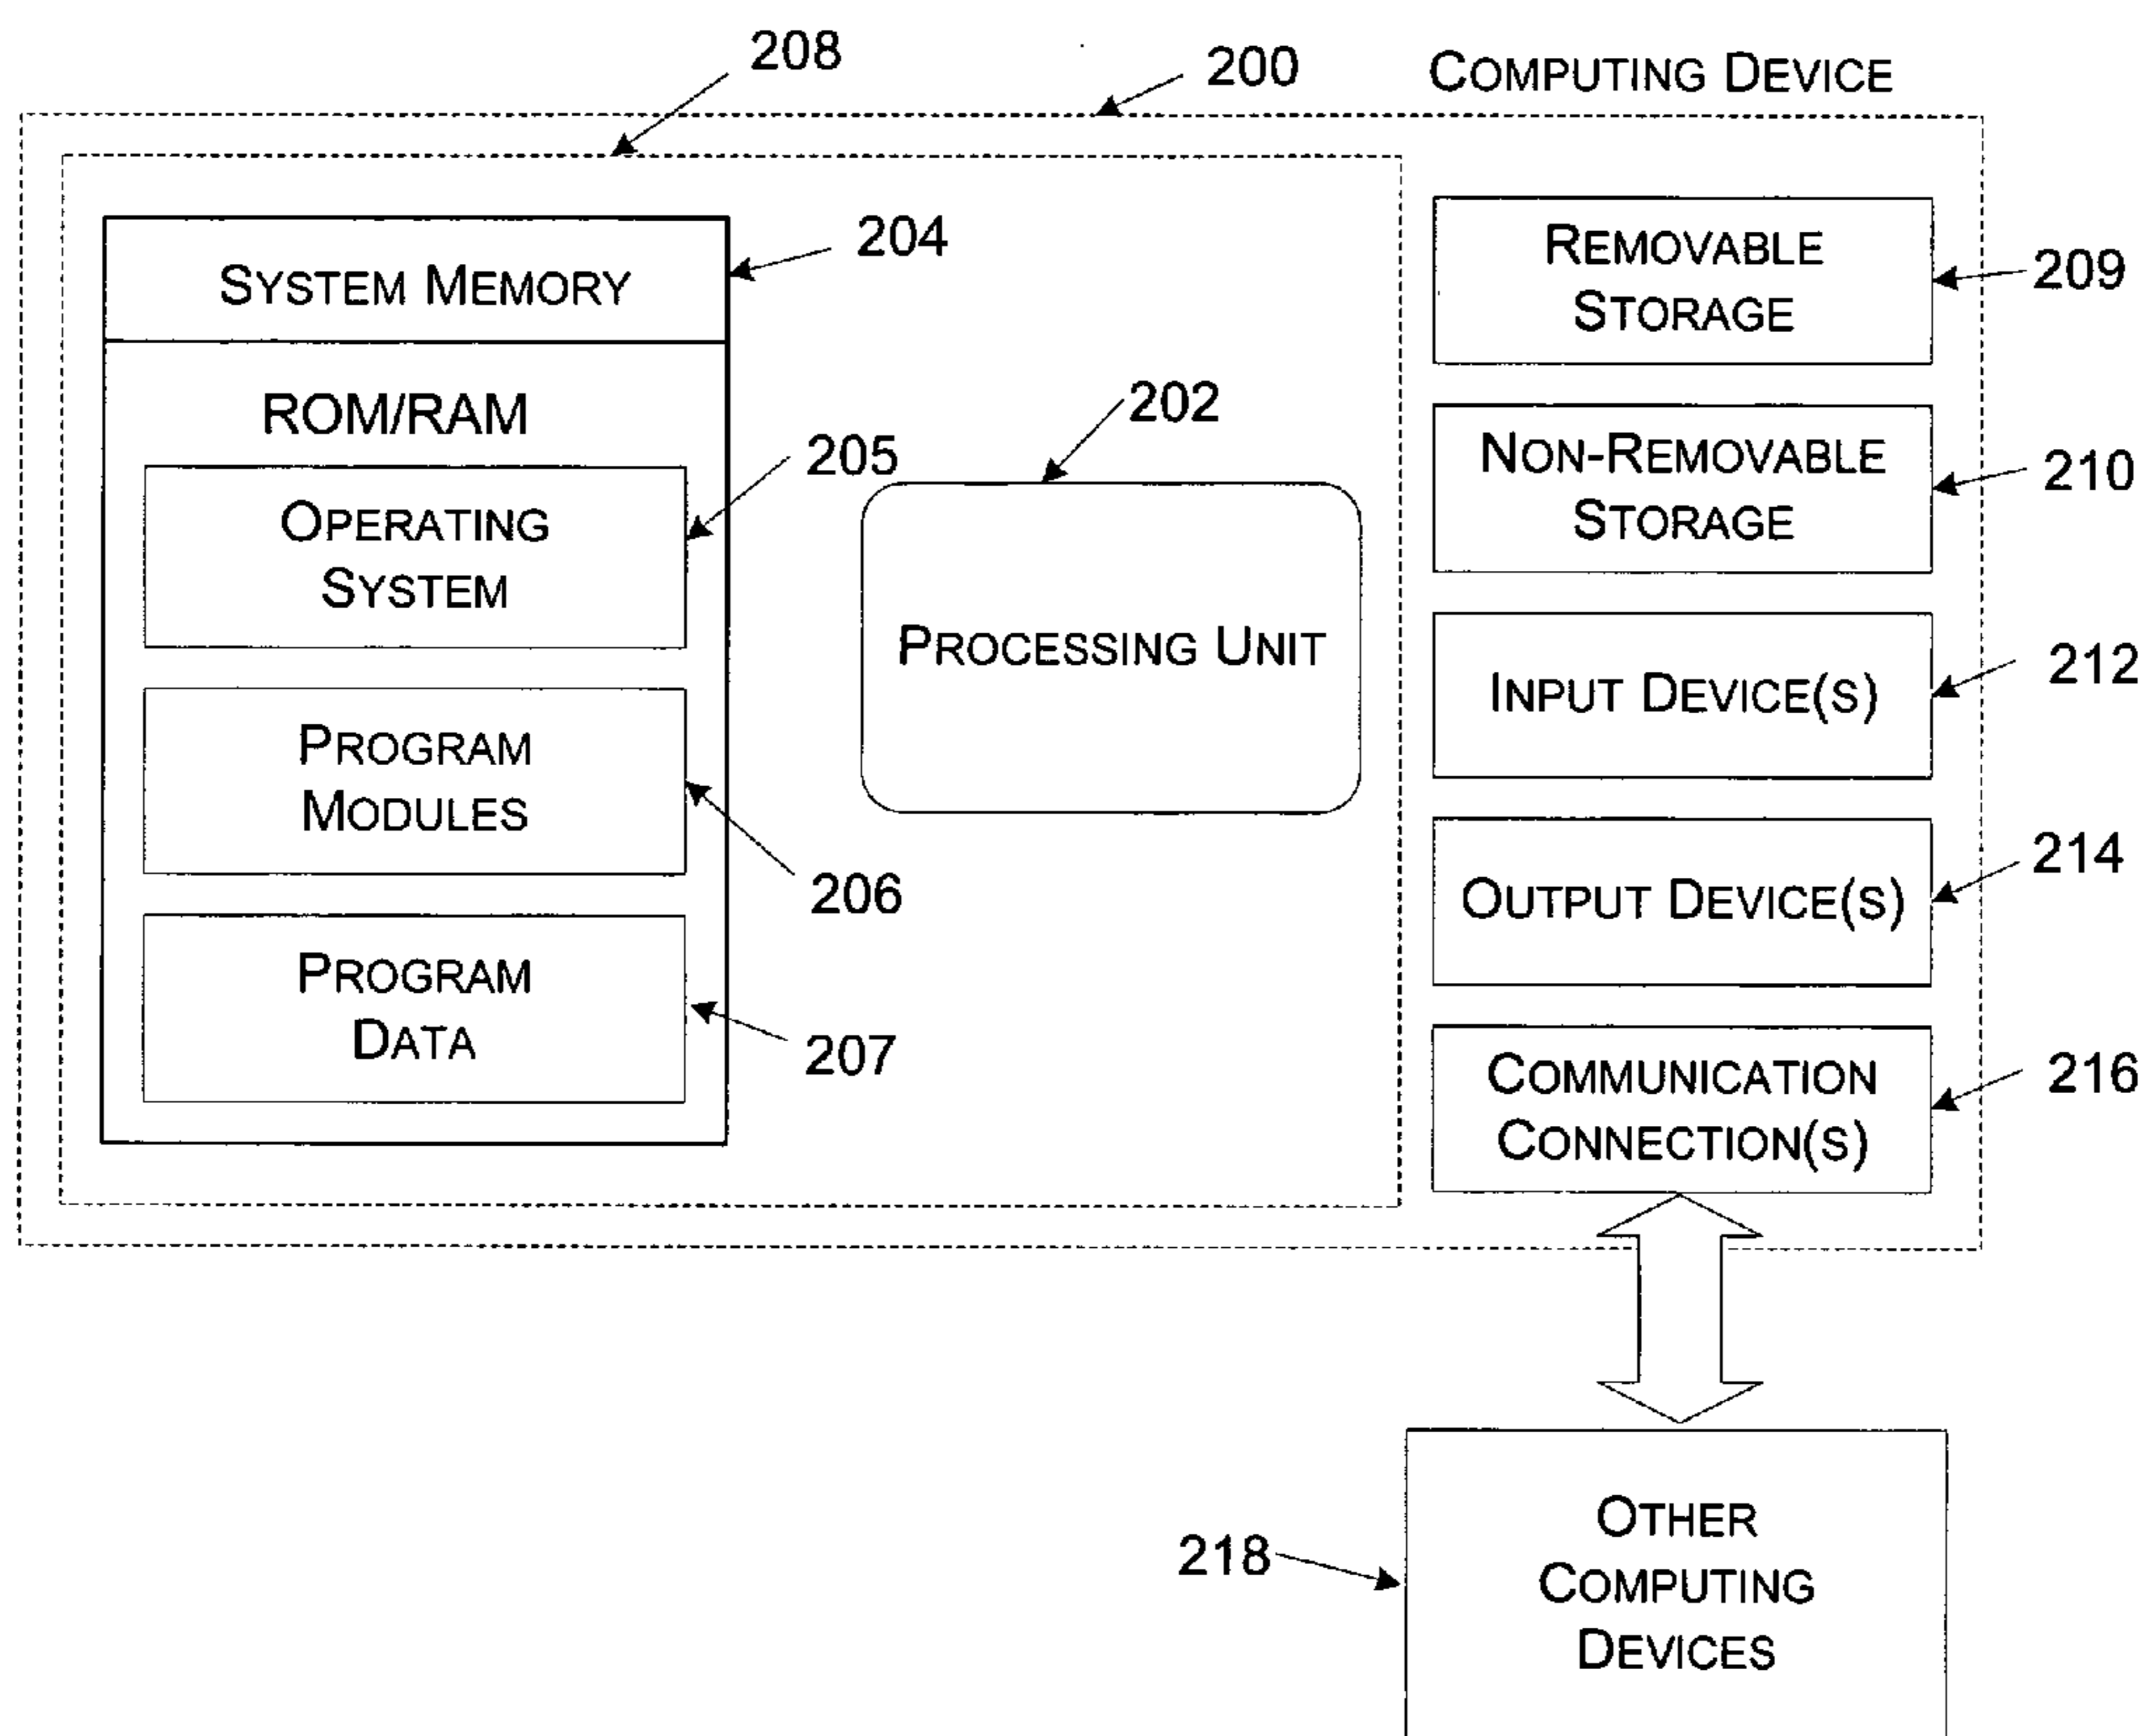 208
200
COMPUTING DEVICE
204
SYSTEM MEMORY
REMOVABLE
STORAGE
209
ROM/RAM
202
205
NON-REMOVABLE
STORAGE
210
OPERATING
SYSTEM
PROCESSING UNIT
INPUT DEVICE(S)
212
PROGRAM
MODULES
206
OUTPUT DEVICE(S)
214
PROGRAM
DATA
207
COMMUNICATION
CONNECTION(S)
216
218
OTHER
COMPUTING
DEVICES